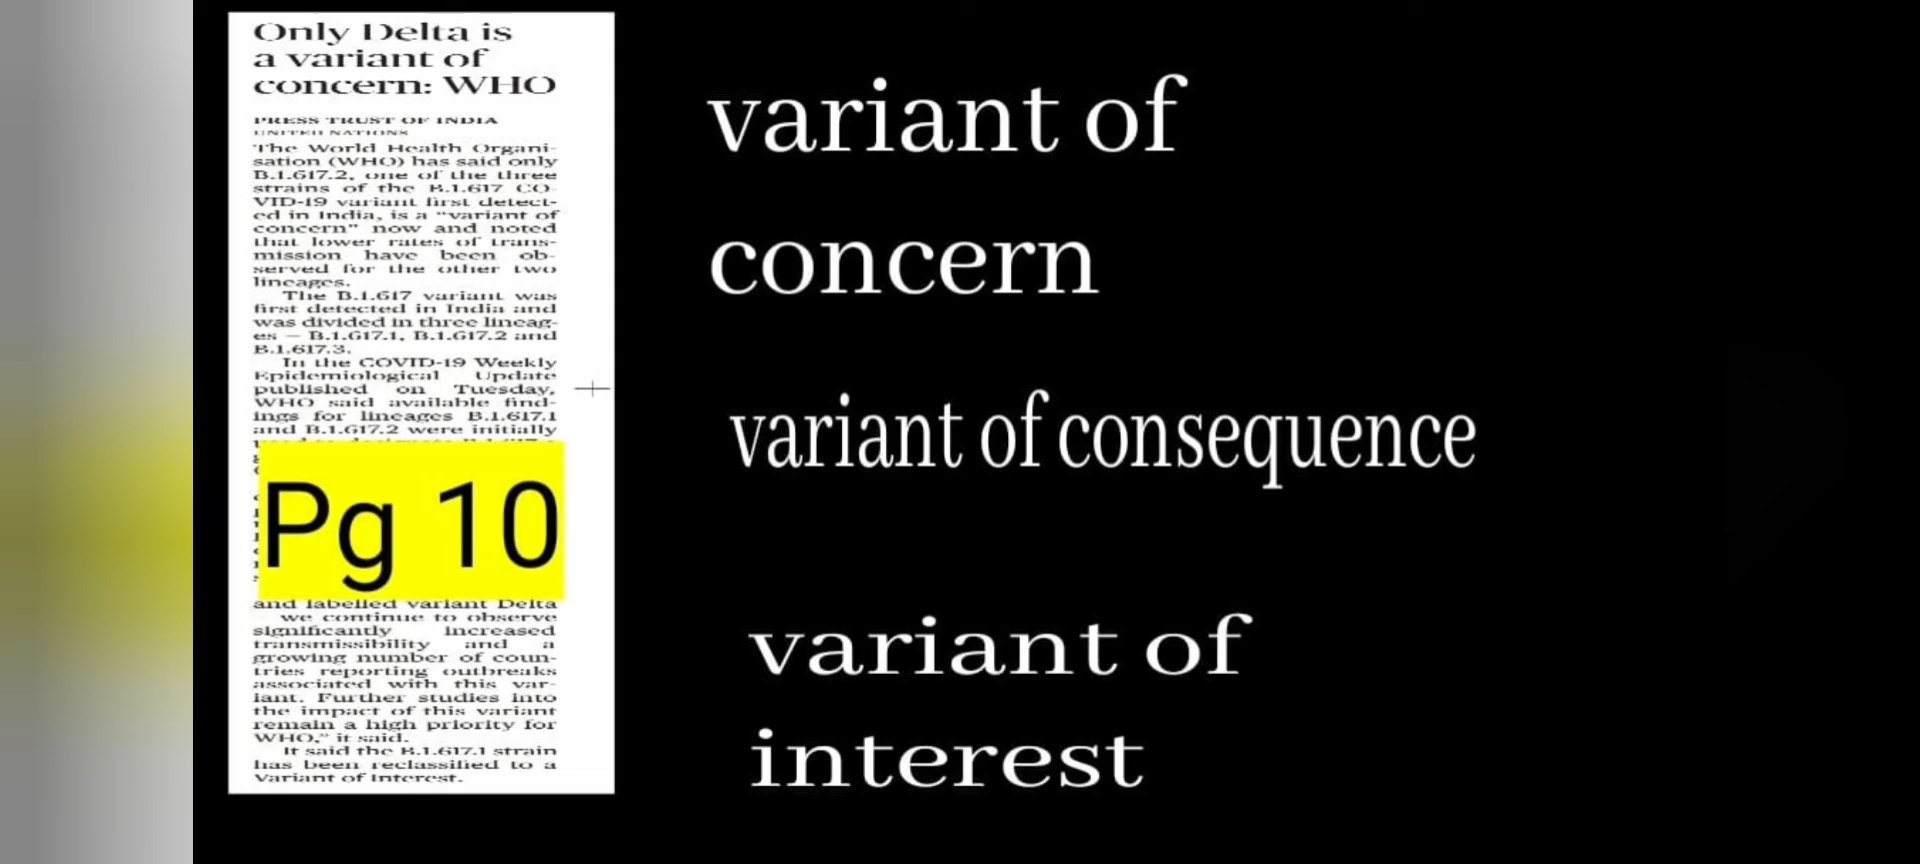 Only Delta is
a variant of
concern: WHO
PRESS TRUST OF INDIA
UNITED NATIONS
The World Health Organi-
sation (WHO) has said only
B.1.617.2, one of the three
strains of the B.1.617 CO-
VID-19 variant first detect-
ed in India, is a "variant of
concern" now and noted
that lower rates of trans-
mission have been ob-
served for the other two
lineages.
The B.1.617 variant was
first detected in India and
was divided in three lineag-
es — B.1.617.1, B.1.617.2 and
B.1.617.3.
In the COVID-19 Weekly
Epidemiological Update
published on Tuesday,
WHO said available find-
ings for lineages B.1.617.1
and B.1.617.2 were initially
Pg 10
and labelled variant Delta
we continue to observe
significantly increased
transmissibility and a
growing number of coun-
tries reporting outbreaks
associated with this var-
iant. Further studies into
the impact of this variant
remain a high priority for
WHO," it said.
It said the B.1.617.1 strain
has been reclassified to a
Variant of Interest.
variant of
concern
variant of consequence
variant of
interest